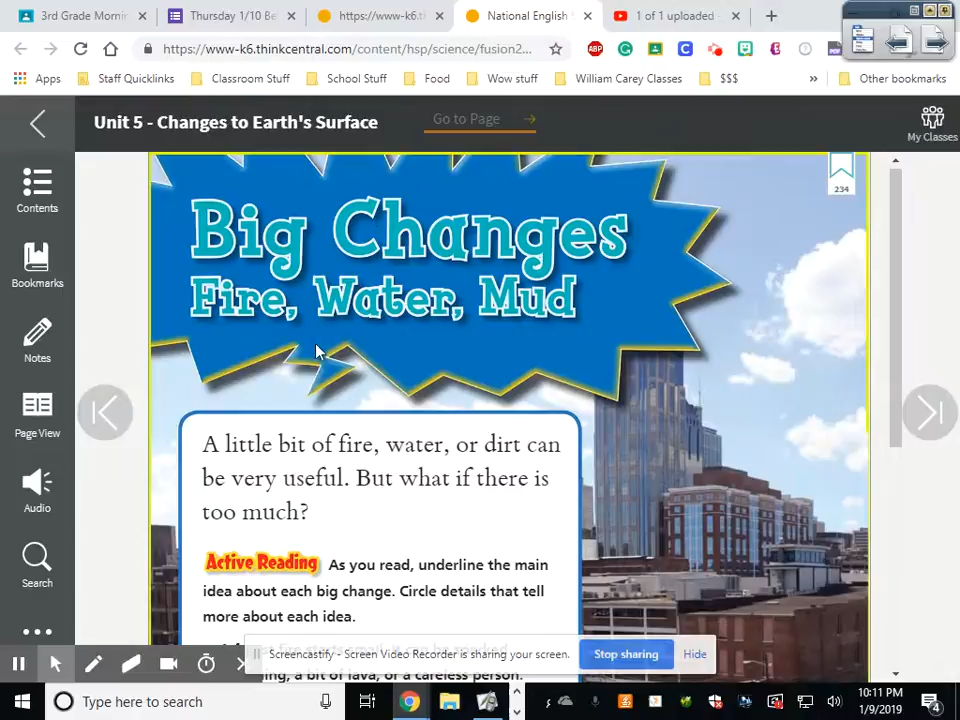 3rd Grade Morni
Thursday 1/10 Be
https://www-k6.t
National English
1 of 1 uploaded -
https://www-k6.thinkcentral.com/content/hsp/science/fusion2...
ABP
Apps
Staff Quicklinks
Classroom Stuff
School Stuff
Food
Wow stuff
William Carey Classes
$$$
»
Other bookmarks
Unit 5 - Changes to Earth's Surface
Go to Page
My Classes
Contents
Bookmarks
Notes
Page View
Audio
Search
234
Big Changes
Fire, Water, Mud
A little bit of fire, water, or dirt can
be very useful. But what if there is
too much?
Active Reading As you read, underline the main
idea about each big change. Circle details that tell
more about each idea.
Screencastify - Screen Video Recorder is sharing your screen.
Stop sharing
Hide
a bit of lava, or a careless person.
Type here to search
10:11 PM
1/9/2019
4